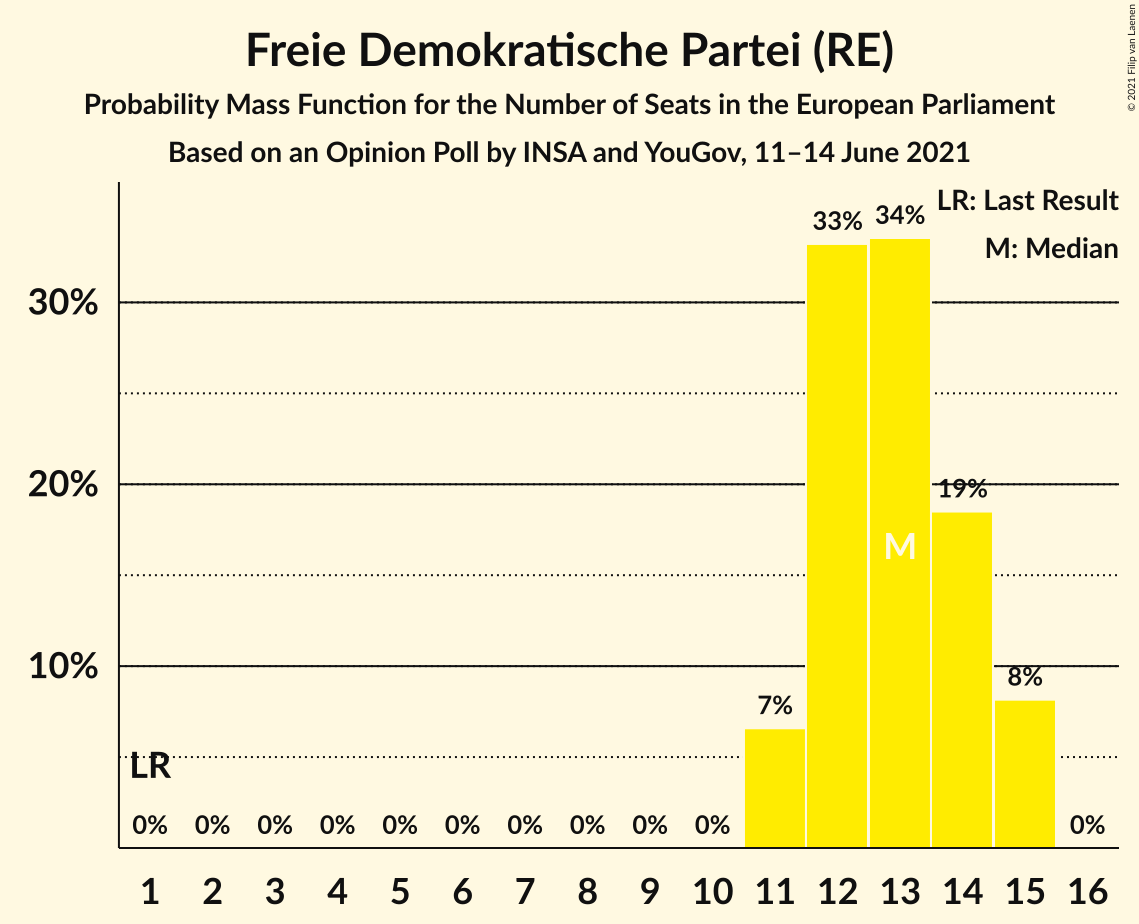 Freie Demokratische Partei (RE)
Probability Mass Function for the Number of Seats in the European Parliament
Based on an Opinion Poll by INSA and YouGov, 11–14 June 2021
© 2021 Filip van Laenen
LR: Last Result
M: Median
33% 34%
30%
20%
19%
M
10%
8%
7%
LR
0% 0% 0% 0% 0% 0% 0% 0% 0% 0% 0%
1 2 3 4 5 6 7 8 9 10 11 12 13 14 15 16